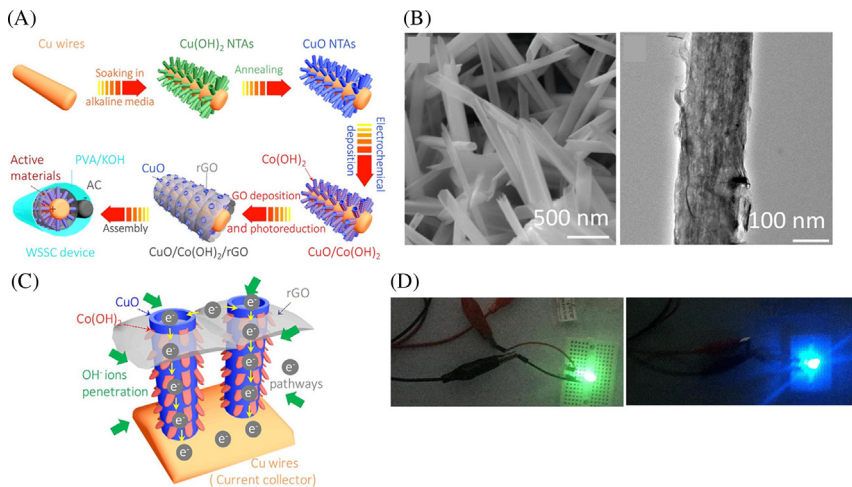 (A)
Cu wires
Soaking in
alkaline media
Cu(OH)₂ NTAs
Annealing
CuO NTAs
Electrochemical
deposition
Active
materials
PVA/KOH
AC
WSSC device
Assembly
CuO
rGO
CuO/Co(OH)₂/rGO
GO deposition
and photoreduction
Co(OH)₂
CuO/Co(OH)₂
(B)
500 nm
100 nm
(C)
CuO
Co(OH)₂
rGO
OH⁻ ions
penetration
e⁻
e⁻
e⁻
e⁻
e⁻
e⁻
e⁻
e⁻
e⁻
e⁻
e⁻
e⁻
e⁻
pathways
Cu wires
( Current collector)
(D)